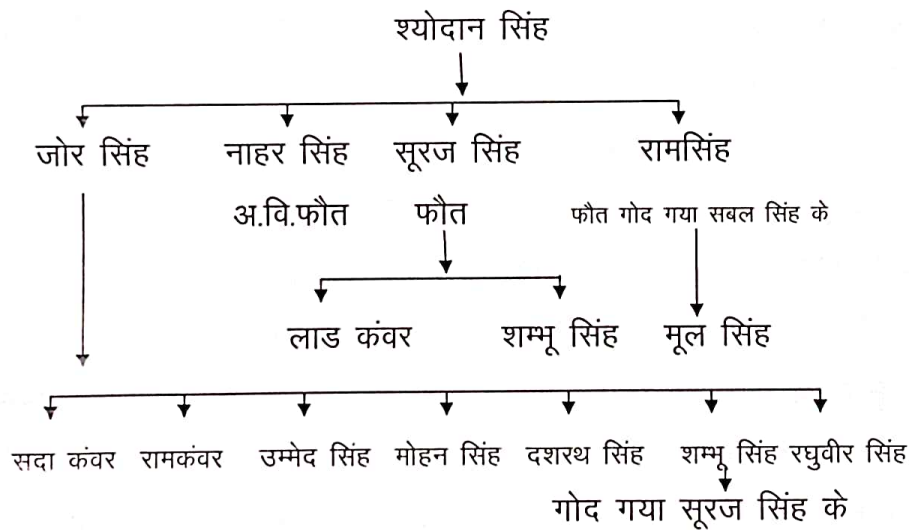 श्योदान सिंह
जोर सिंह नाहर सिंह सूरज सिंह रामसिंह
अ.वि.फौत फौत फौत गोद गया सबल सिंह के
लाड कंवर शम्भू सिंह मूल सिंह
सदा कंवर रामकंवर उम्मेद सिंह मोहन सिंह दशरथ सिंह शम्भू सिंह रघुवीर सिंह
गोद गया सूरज सिंह के